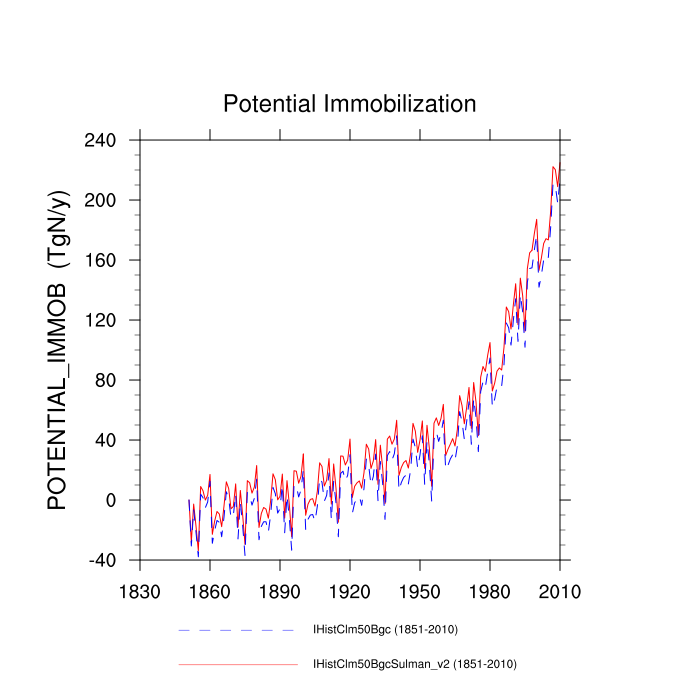 Potential Immobilization
POTENTIAL_IMMOB (TgN/y)
240
200
160
120
80
40
0
-40
1830 1860 1890 1920 1950 1980 2010
IHistClm50Bgc (1851-2010)
IHistClm50BgcSulman_v2 (1851-2010)